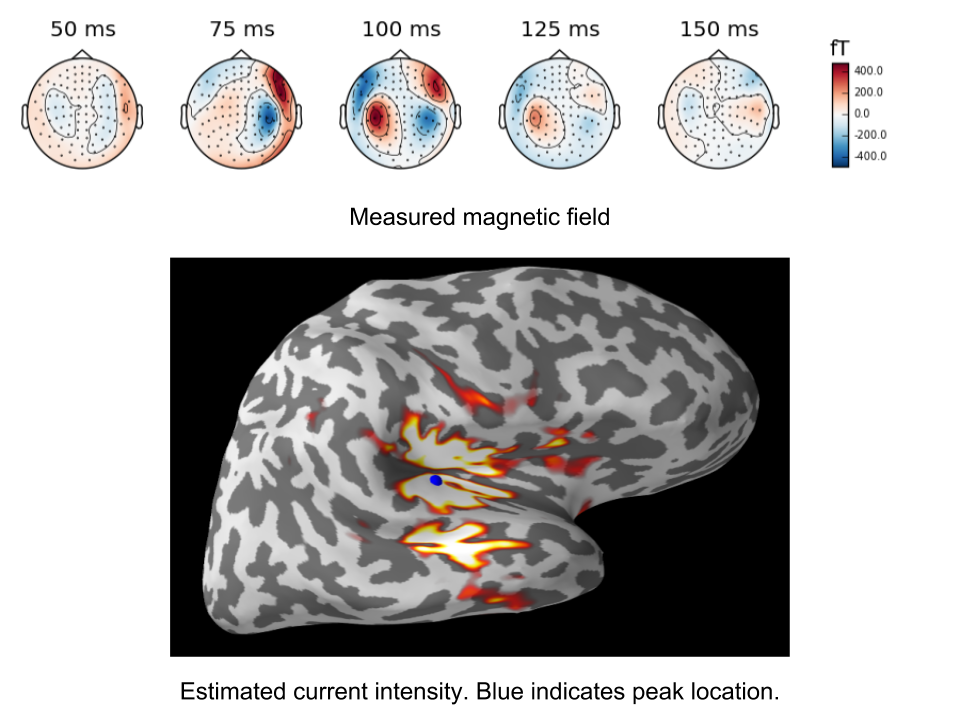 50 ms 75 ms 100 ms 125 ms 150 ms
fT
400.0
200.0
0.0
-200.0
-400.0
Measured magnetic field
Estimated current intensity. Blue indicates peak location.